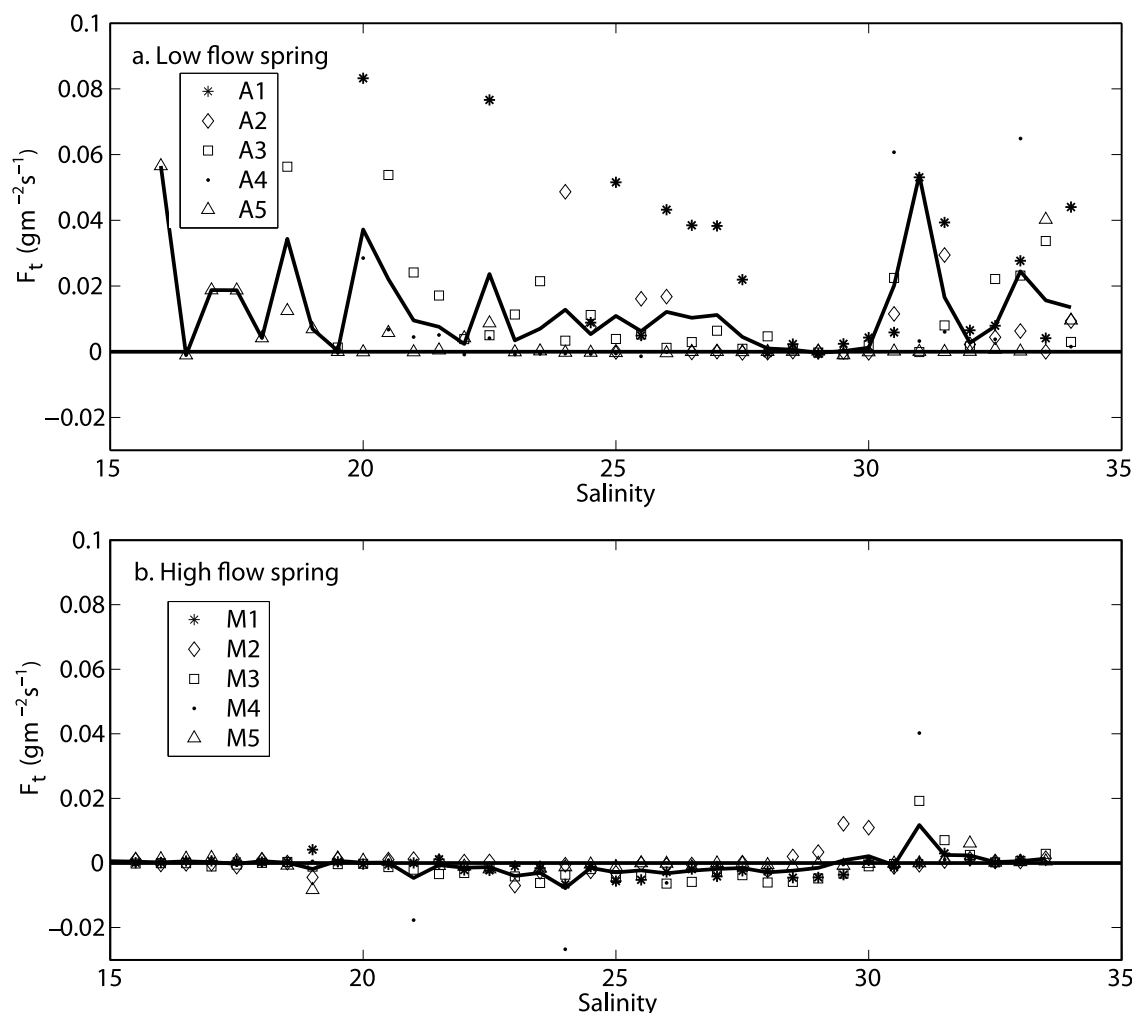 a. Low flow spring
A1
A2
A3
A4
A5
F_t (gm⁻²s⁻¹)
0.1
0.08
0.06
0.04
0.02
0
−0.02
15 20 25 30 35
Salinity
b. High flow spring
M1
M2
M3
M4
M5
F_t (gm⁻²s⁻¹)
0.1
0.08
0.06
0.04
0.02
0
−0.02
15 20 25 30 35
Salinity